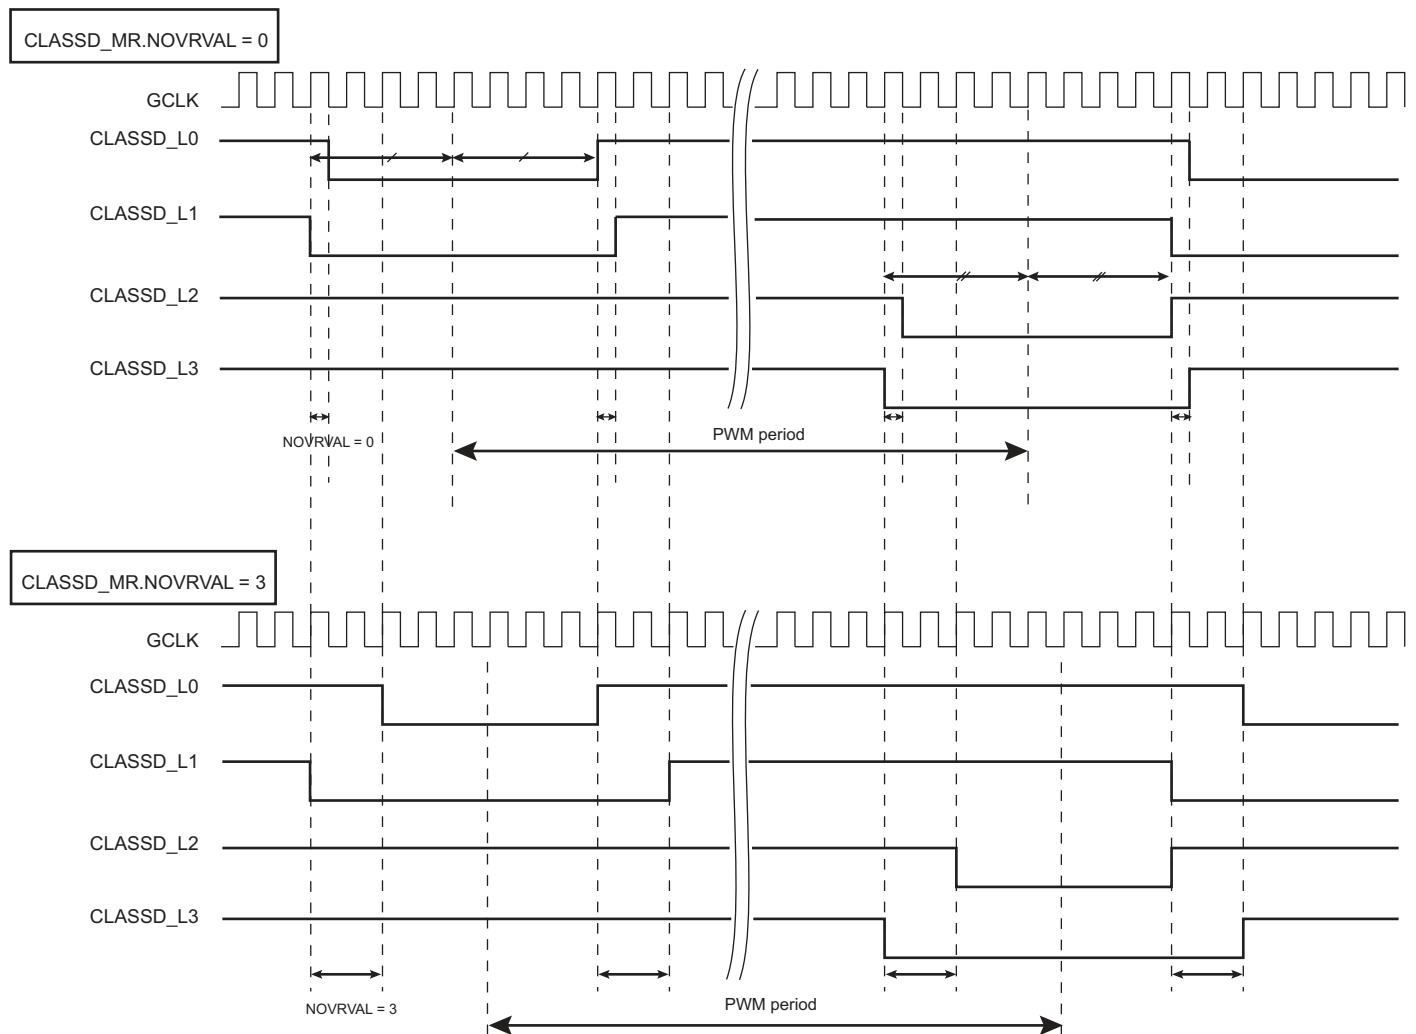 CLASSD_MR.NOVRVAL = 0
GCLK
CLASSD_L0
CLASSD_L1
CLASSD_L2
CLASSD_L3
NOVRVAL = 0
PWM period
CLASSD_MR.NOVRVAL = 3
GCLK
CLASSD_L0
CLASSD_L1
CLASSD_L2
CLASSD_L3
NOVRVAL = 3
PWM period